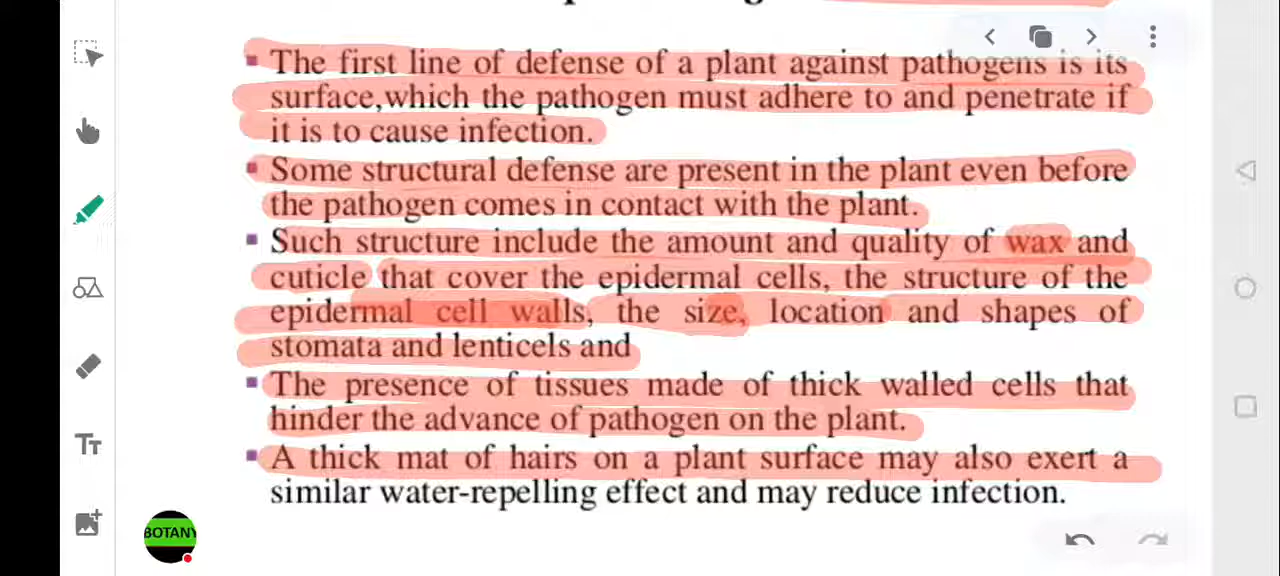 The first line of defense of a plant against pathogens is its
surface,which the pathogen must adhere to and penetrate if
it is to cause infection.
Some structural defense are present in the plant even before
the pathogen comes in contact with the plant.
Such structure include the amount and quality of wax and
cuticle that cover the epidermal cells, the structure of the
epidermal cell walls, the size, location and shapes of
stomata and lenticels and
The presence of tissues made of thick walled cells that
hinder the advance of pathogen on the plant.
A thick mat of hairs on a plant surface may also exert a
similar water-repelling effect and may reduce infection.
TT
BOTANY